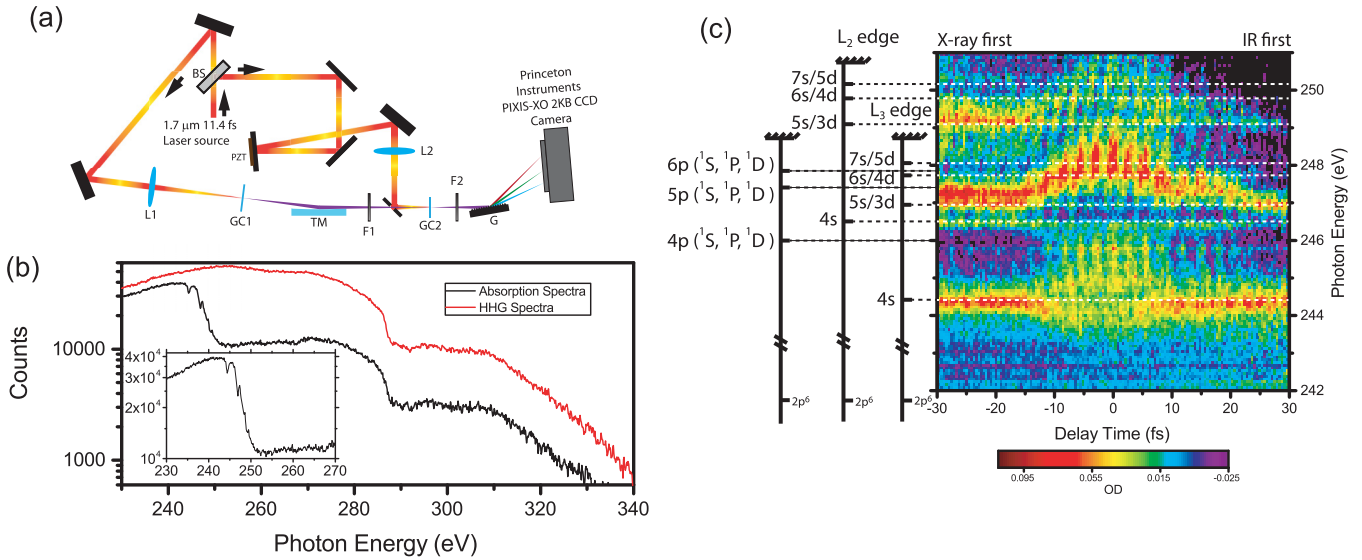 (a)
BS
1.7 μm 11.4 fs
Laser source
PZT
L2
Princeton
Instruments
PIXIS-XO 2KB CCD
Camera
L1
GC1
TM
F1
GC2
F2
G
(b)
Counts
10000
1000
Absorption Spectra
HHG Spectra
4x10⁴
3x10⁴
2x10⁴
10⁴
230 240 250 260 270
240 260 280 300 320 340
Photon Energy (eV)
(c)
L₂ edge
X-ray first
IR first
7s/5d
6s/4d
5s/3d
L₃ edge
7s/5d
6s/4d
5s/3d
4s
4s
6p (¹S, ¹P, ¹D)
5p (¹S, ¹P, ¹D)
4p (¹S, ¹P, ¹D)
2p⁶
2p⁶
2p⁶
250
248
246
244
242
Photon Energy (eV)
-30 -20 -10 0 10 20 30
Delay Time (fs)
0.095 0.055 0.015 -0.025
OD